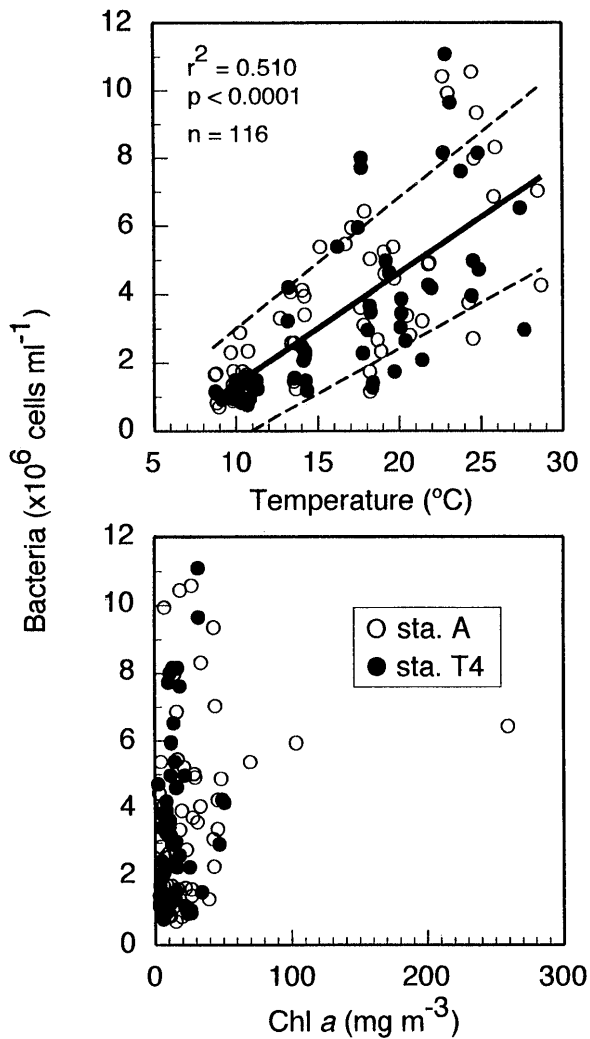 12
10
8
6
4
2
0
r² = 0.510
p < 0.0001
n = 116
5 10 15 20 25 30
Temperature (ºC)
Bacteria (x10⁶ cells ml⁻¹)
12
10
8
6
4
2
0
sta. A
sta. T4
0 100 200 300
Chl a (mg m⁻³)